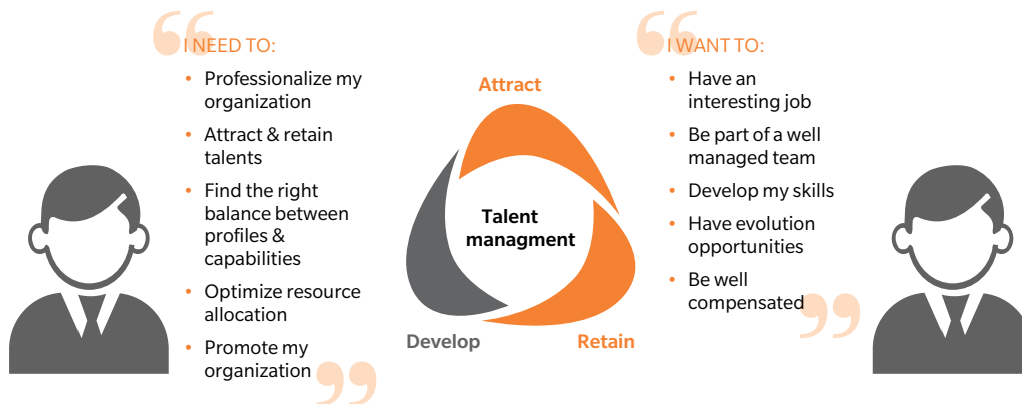 I NEED TO:
• Professionalize my
organization
• Attract & retain
talents
• Find the right
balance between
profiles &
capabilities
• Optimize resource
allocation
• Promote my
organization
Attract
Talent
managment
Develop
Retain
I WANT TO:
• Have an
interesting job
• Be part of a well
managed team
• Develop my skills
• Have evolution
opportunities
• Be well
compensated